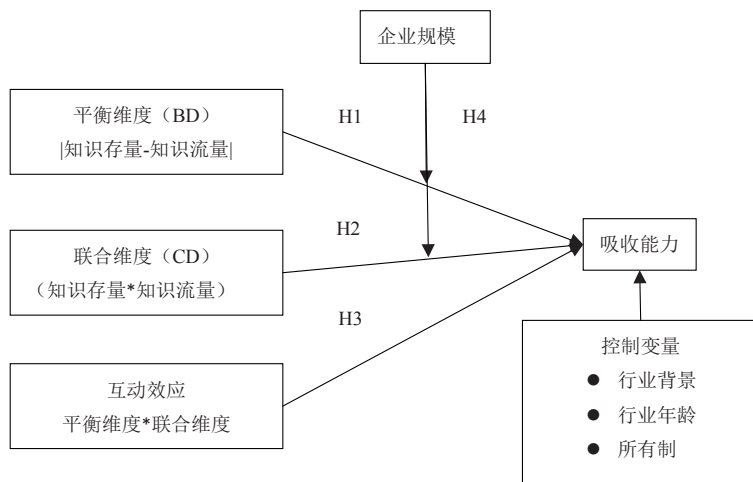 企业规模
平衡维度（BD）
|知识存量-知识流量|
H1
H4
联合维度（CD）
（知识存量*知识流量）
H2
吸收能力
H3
互动效应
平衡维度*联合维度
控制变量
● 行业背景
● 行业年龄
● 所有制